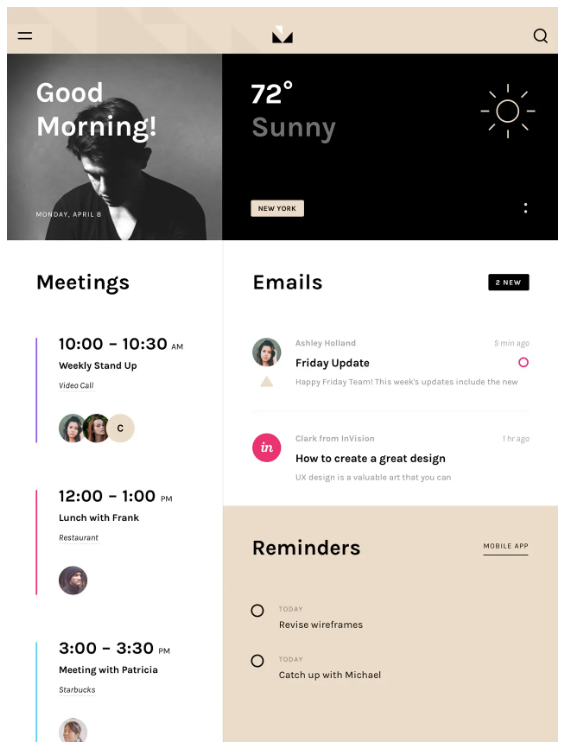 Good
Morning!
MONDAY, APRIL 8
72°
Sunny
NEW YORK
Meetings
10:00 – 10:30 AM
Weekly Stand Up
Video Call
C
12:00 – 1:00 PM
Lunch with Frank
Restaurant
3:00 – 3:30 PM
Meeting with Patricia
Starbucks
Emails
2 NEW
Ashley Holland
5 min ago
Friday Update
Happy Friday Team! This week's updates include the new
in
Clark from InVision
1 hr ago
How to create a great design
UX design is a valuable art that you can
Reminders
MOBILE APP
TODAY
Revise wireframes
TODAY
Catch up with Michael